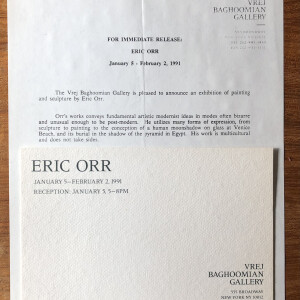 VREJ
BAGHOOMIAN
GALLERY
FOR IMMEDIATE RELEASE:
ERIC ORR
January 5 - February 2, 1991
The Vrej Baghoomian Gallery is pleased to announce an exhibition of painting
and sculpture by Eric Orr.
Orr's works conveys fundamental artistic modernist ideas in modes often bizarre
and unusual enough to be post-modern. He utilizes many forms of expression, from
sculpture to painting to the conception of a human moonshadow on glass at Venice
Beach, and its burial in the shadow of the pyramid in Egypt. His work is multicultural
and does not take sides.
ERIC ORR
JANUARY 5–FEBRUARY 2, 1991
RECEPTION JANUARY 5, 5–8PM
VREJ
BAGHOOMIAN
GALLERY
555 BROADWAY
NEW YORK NY 10012